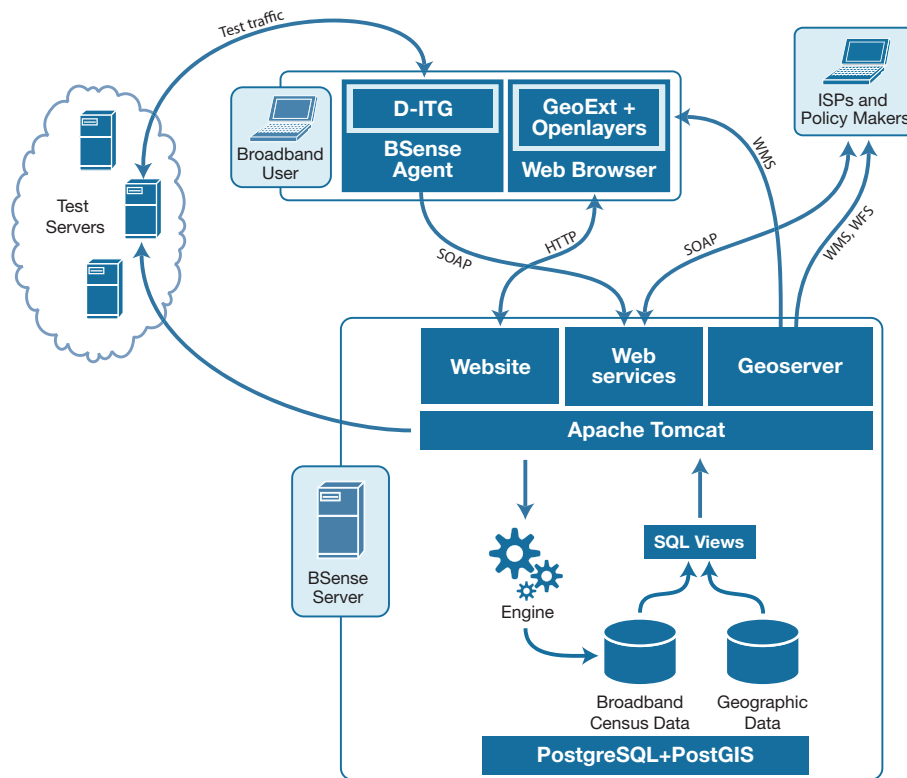 Test traffic
D-ITG
BSense
Agent
GeoExt +
Openlayers
Web Browser
Broadband
User
ISPs and
Policy Makers
Test
Servers
WMS
SOAP
HTTP
SOAP
WMS, WFS
Website
Web
services
Geoserver
Apache Tomcat
BSense
Server
Engine
SQL Views
Broadband
Census Data
Geographic
Data
PostgreSQL+PostGIS